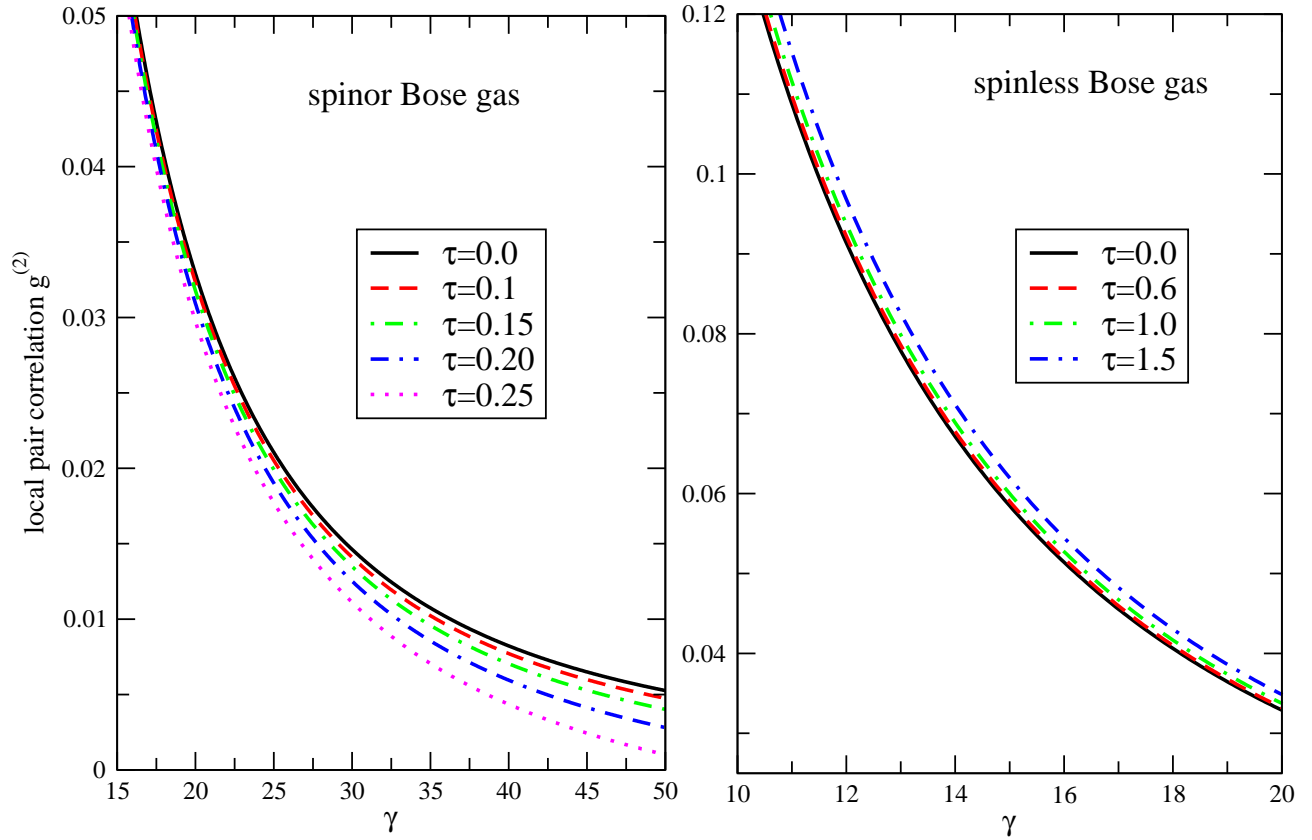 local pair correlation g⁽²⁾
0.05
0.04
0.03
0.02
0.01
0
spinor Bose gas
τ=0.0
τ=0.1
τ=0.15
τ=0.20
τ=0.25
15 20 25 30 35 40 45 50
γ
0.12
0.1
0.08
0.06
0.04
spinless Bose gas
τ=0.0
τ=0.6
τ=1.0
τ=1.5
10 12 14 16 18 20
γ